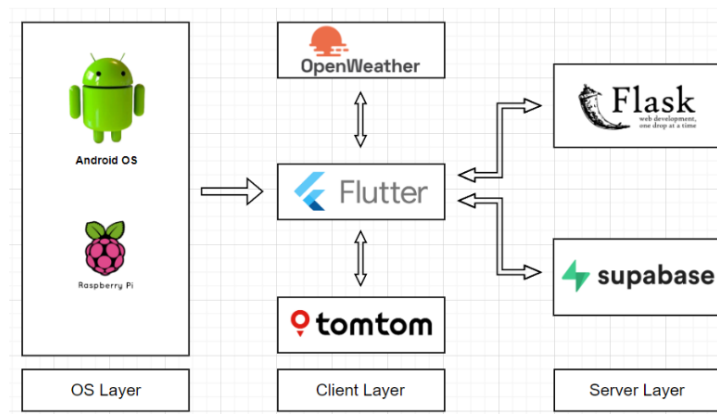 Android OS
Raspberry Pi
OS Layer
OpenWeather
Flutter
tomtom
Client Layer
Flask
web development,
one drop at a time
supabase
Server Layer